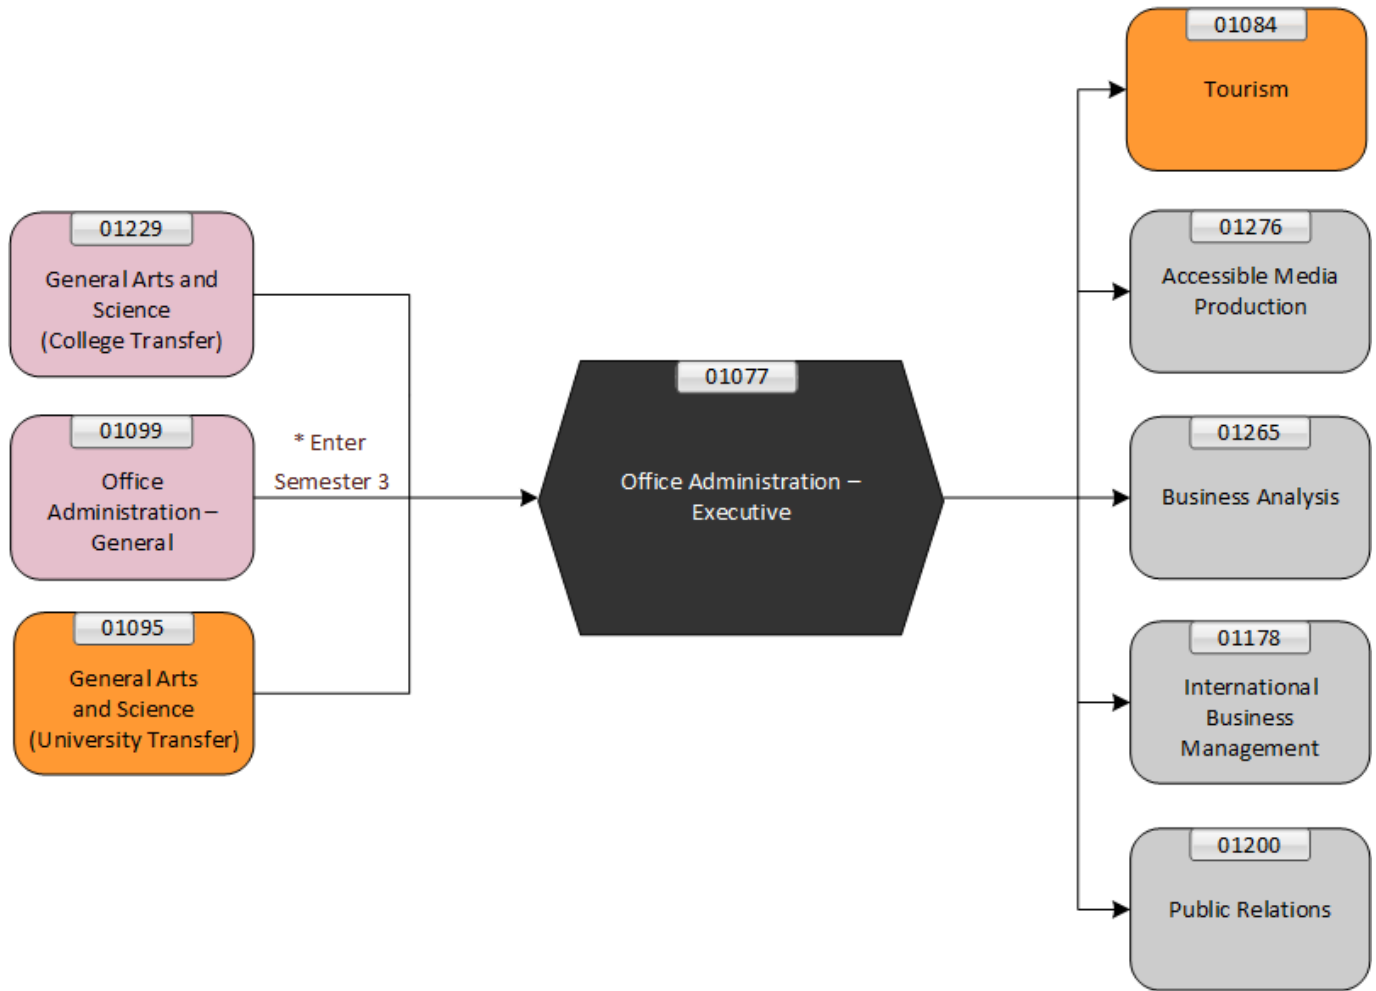 01229
General Arts and
Science
(College Transfer)
01099
Office
Administration –
General
01095
General Arts
and Science
(University Transfer)
* Enter
Semester 3
01077
Office Administration –
Executive
01084
Tourism
01276
Accessible Media
Production
01265
Business Analysis
01178
International
Business
Management
01200
Public Relations